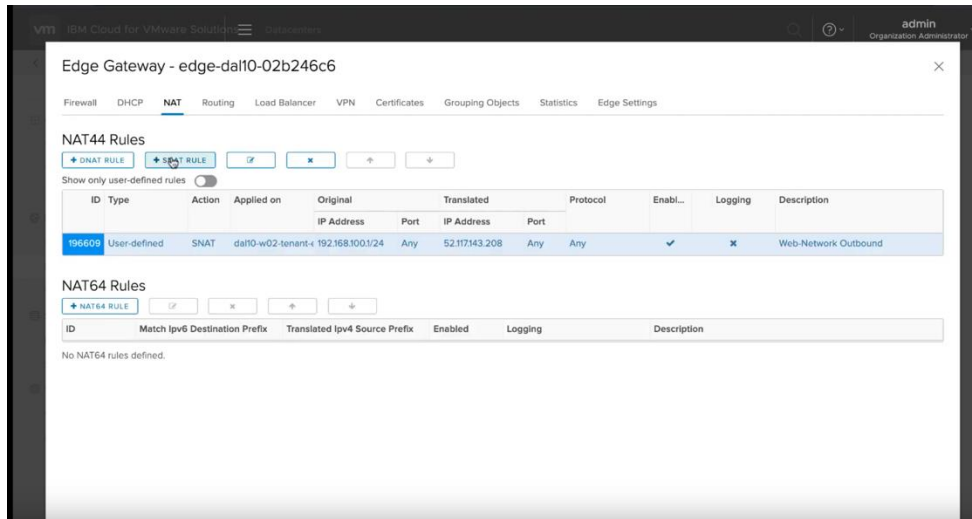 vm IBM Cloud for VMware Solutions Datacenters admin
Organization Administrator
Edge Gateway - edge-dal10-02b246c6
Firewall DHCP NAT Routing Load Balancer VPN Certificates Grouping Objects Statistics Edge Settings
NAT44 Rules
+ DNAT RULE + SNAT RULE
Show only user-defined rules
ID Type Action Applied on Original Translated Protocol Enabl... Logging Description
IP Address Port IP Address Port
196609 User-defined SNAT dal10-w02-tenant-e 192.168.100.1/24 Any 52.117.143.208 Any Any Web-Network Outbound
NAT64 Rules
+ NAT64 RULE
ID Match Ipv6 Destination Prefix Translated Ipv4 Source Prefix Enabled Logging Description
No NAT64 rules defined.